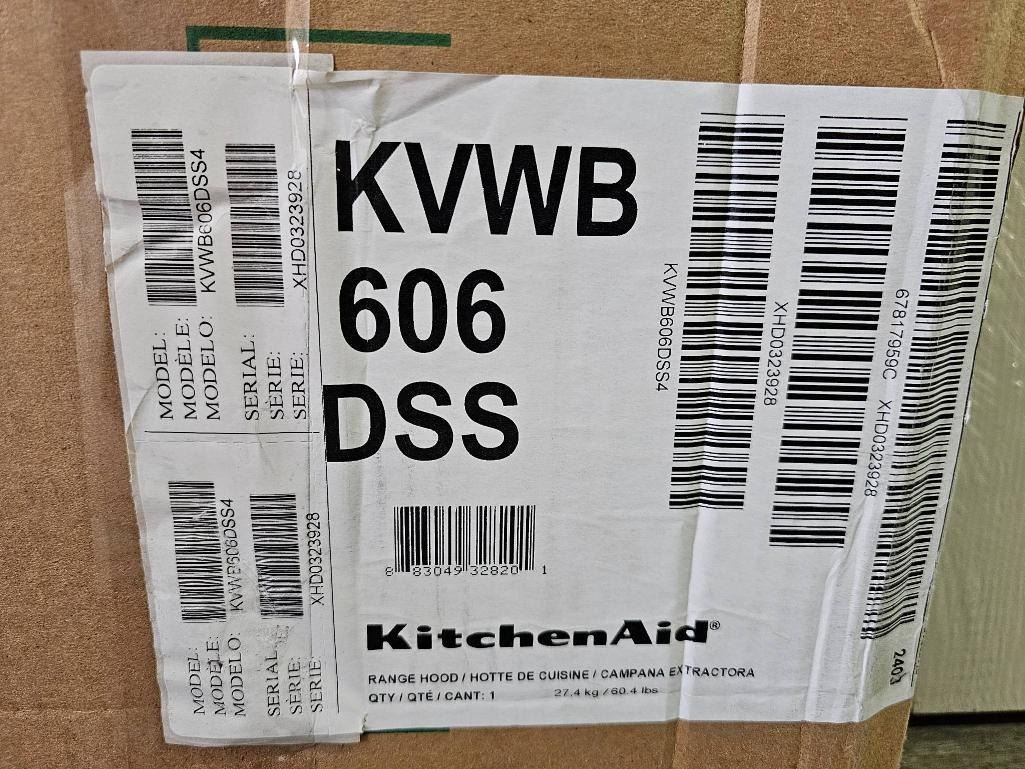 KVWB
606
DSS
8 83049 32820 1
KitchenAid®
RANGE HOOD / HOTTE DE CUISINE / CAMPANA EXTRACTORA
QTY / QTÉ / CANT: 1 27.4 kg / 60.4 lbs
MODEL:
MODÈLE:
MODELO: KVWB606DSS4
SERIAL:
SÈRIE:
SERIE: XHD0323928
MODEL:
MODÈLE:
MODELO: KVWB606DSS4
SERIAL:
SÈRIE:
SERIE: XHD0323928
KVWB606DSS4
XHD0323928
67817959C XHD0323928
2403